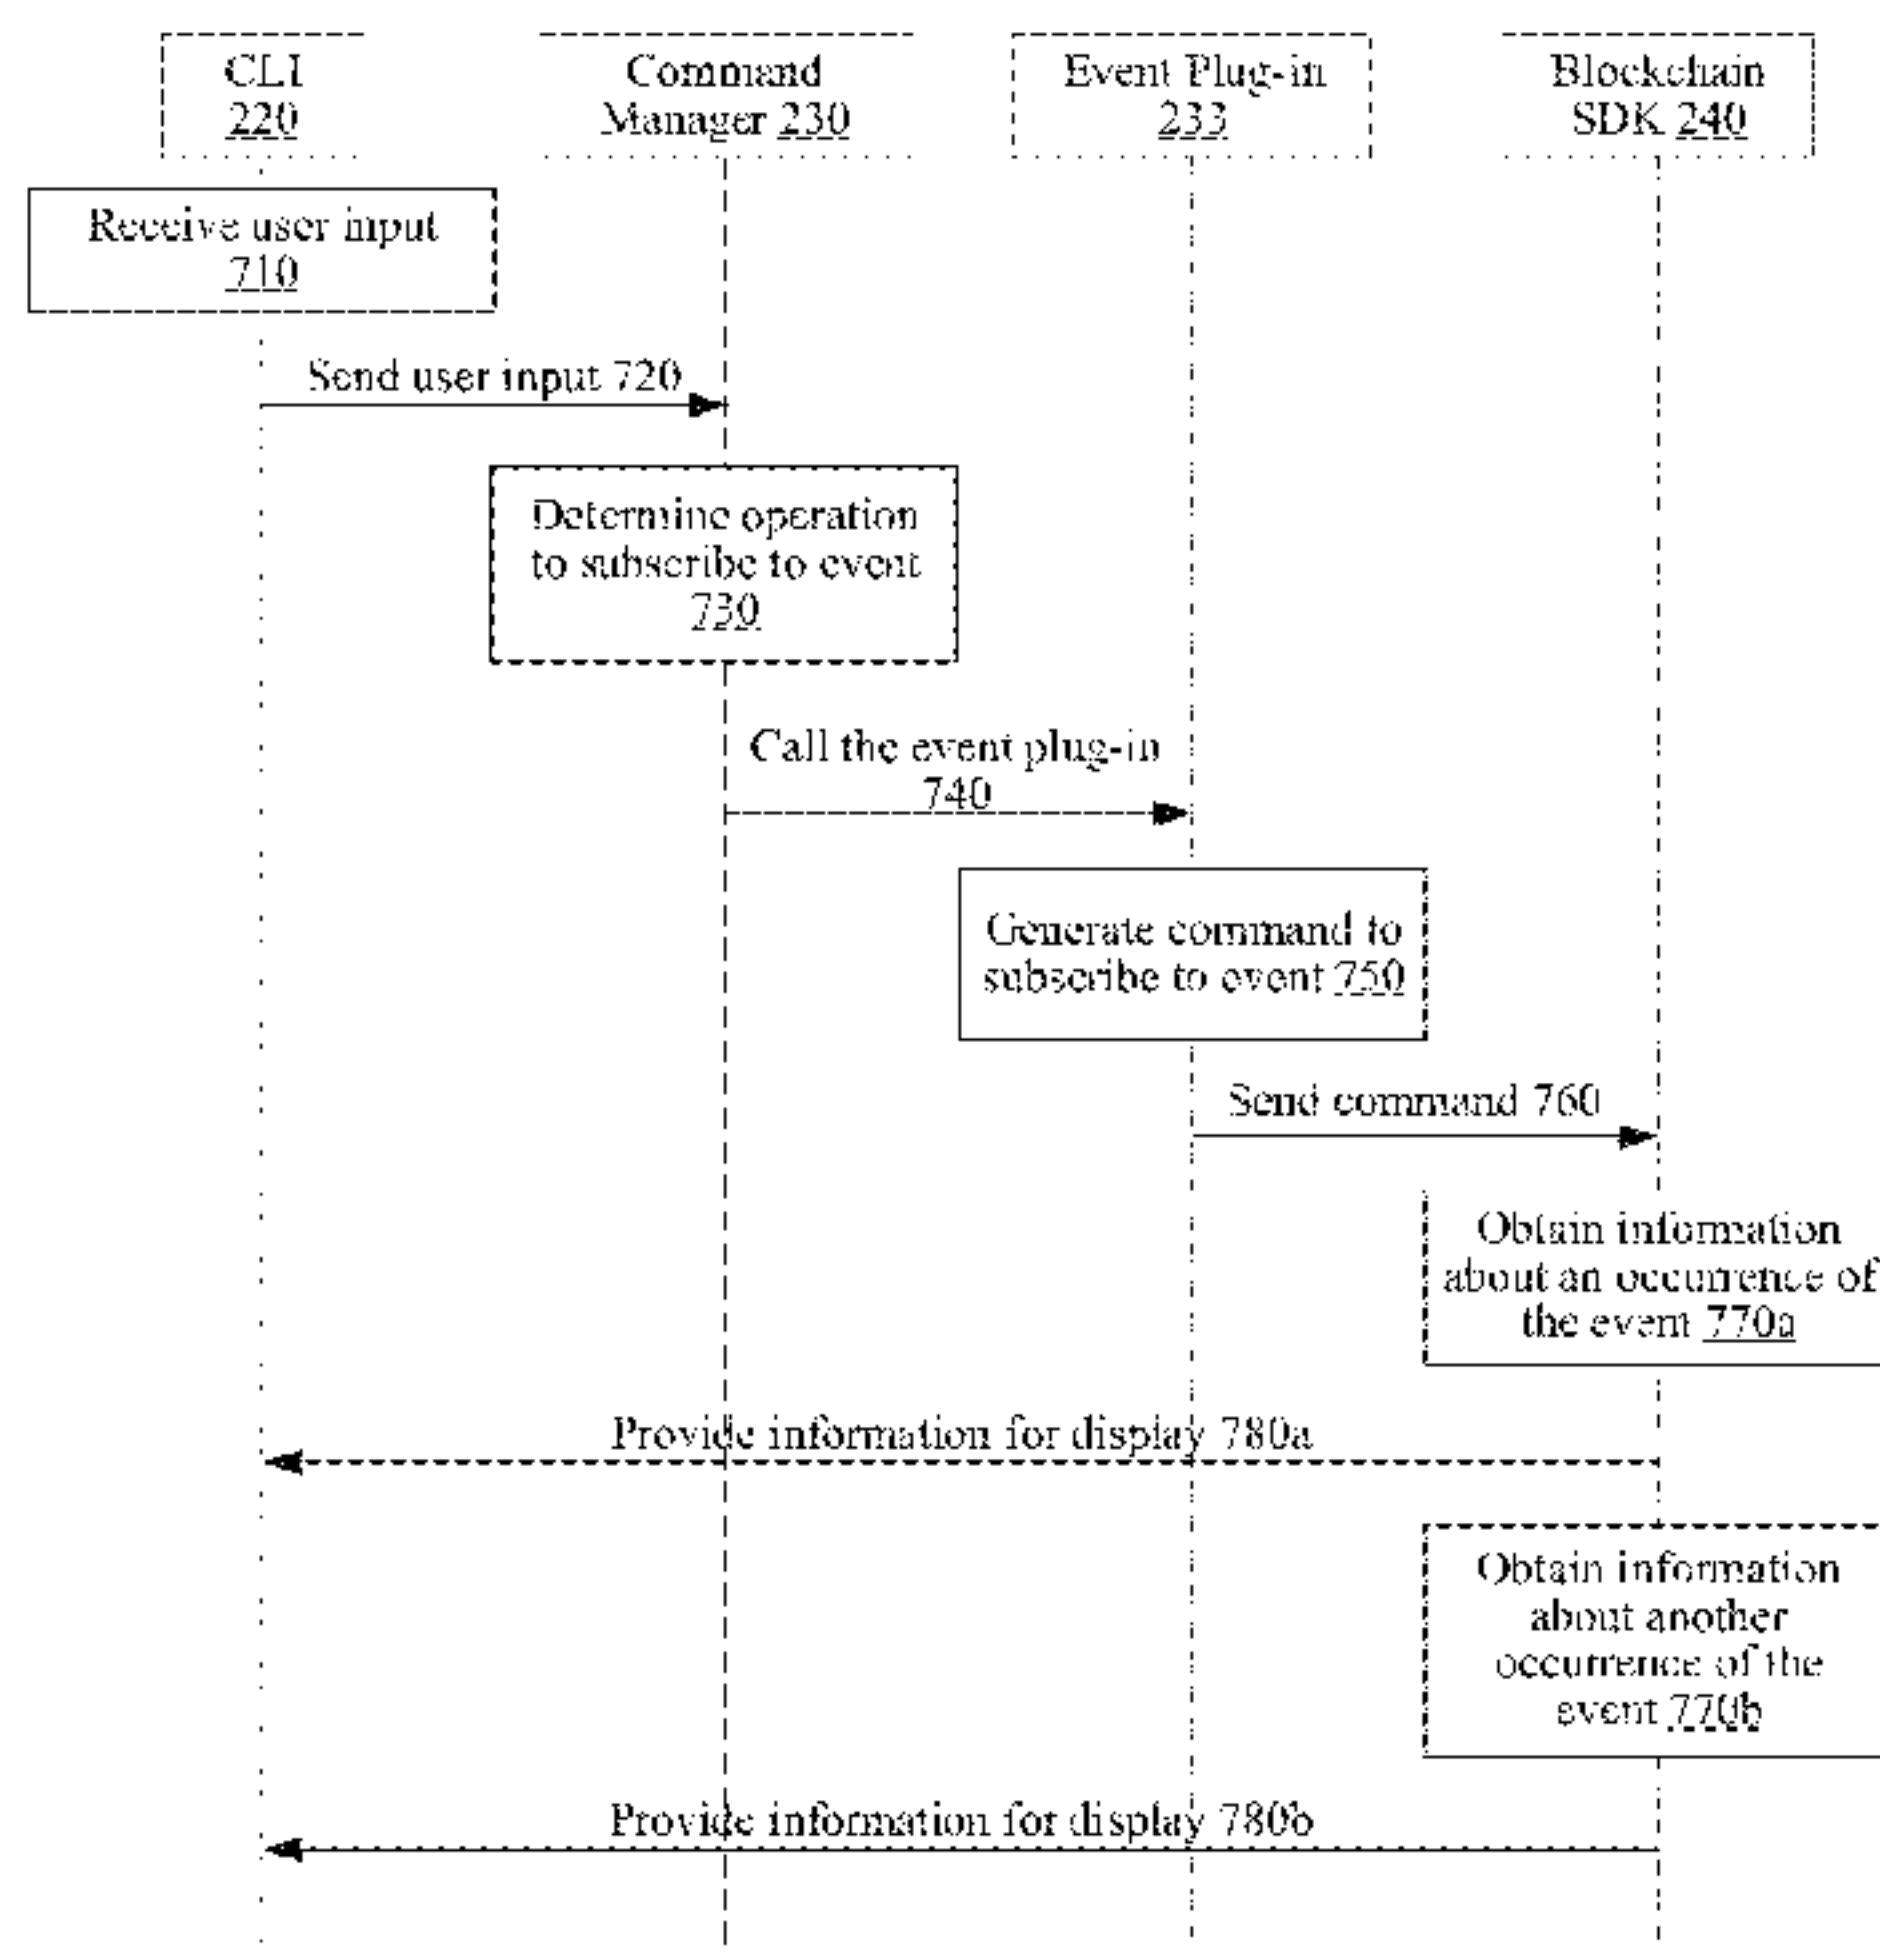 CLI
220
Command
Manager 230
Event Plug-in
233
Blockchain
SDK 240
Receive user input
710
Send user input 720
Determine operation
to subscribe to event
730
Call the event plug-in
740
Generate command to
subscribe to event 750
Send command 760
Obtain information
about an occurrence of
the event 770a
Provide information for display 780a
Obtain information
about another
occurrence of the
event 770b
Provide information for display 780b